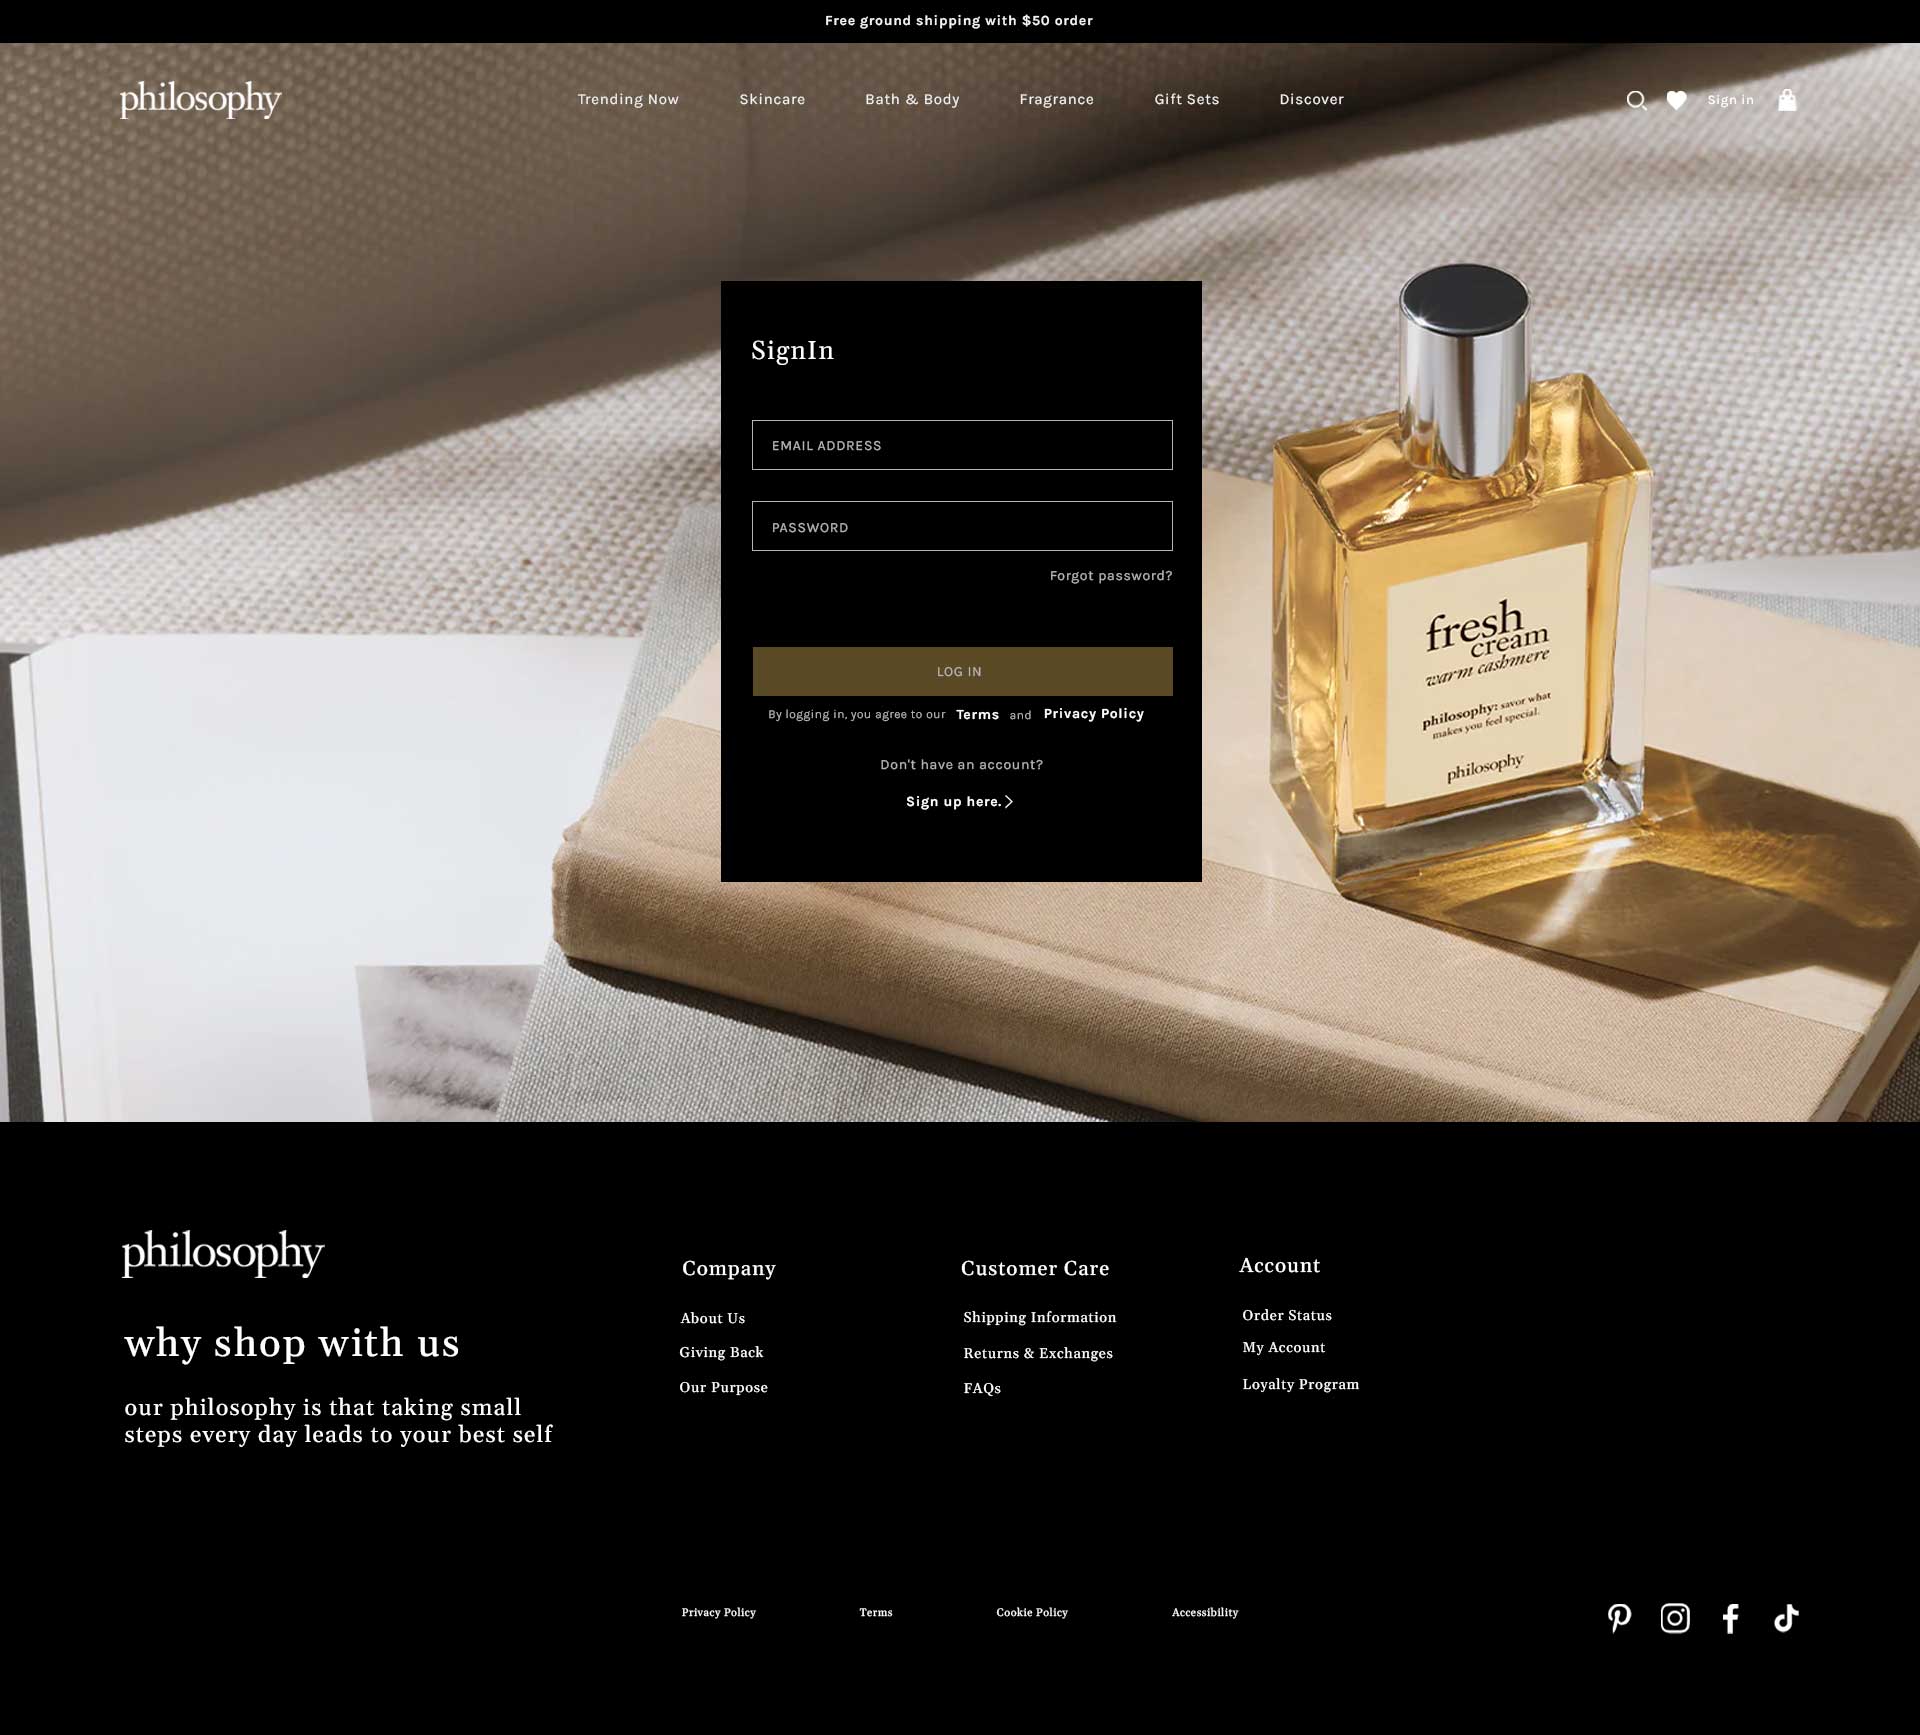 Free ground shipping with $50 order
philosophy
Trending Now
Skincare
Bath & Body
Fragrance
Gift Sets
Discover
Sign in
SignIn
EMAIL ADDRESS
PASSWORD
Forgot password?
LOG IN
By logging in, you agree to our Terms and Privacy Policy
Don't have an account?
Sign up here.
fresh
cream
warm cashmere
philosophy: savor what
makes you feel special.
philosophy
philosophy
why shop with us
our philosophy is that taking small
steps every day leads to your best self
Company
About Us
Giving Back
Our Purpose
Customer Care
Shipping Information
Returns & Exchanges
FAQs
Account
Order Status
My Account
Loyalty Program
Privacy Policy
Terms
Cookie Policy
Accessibility